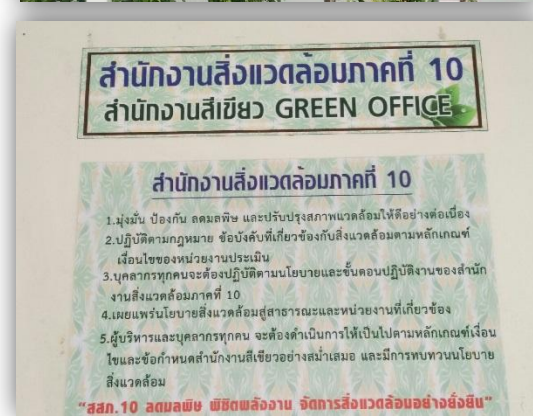 สำนักงานสิ่งแวดล้อมภาคที่ 10
สำนักงานสีเขียว GREEN OFFICE
สำนักงานสิ่งแวดล้อมภาคที่ 10
1.มุ่งมั่น ป้องกัน ลดมลพิษ และปรับปรุงสภาพแวดล้อมให้ดีอย่างต่อเนื่อง
2.ปฏิบัติตามกฎหมาย ข้อบังคับที่เกี่ยวข้องกับสิ่งแวดล้อมตามหลักเกณฑ์
เงื่อนไขของหน่วยงานประเมิน
3.บุคลากรทุกคนจะต้องปฏิบัติตามนโยบายและขั้นตอนปฏิบัติงานของสำนัก
งานสิ่งแวดล้อมภาคที่ 10
4.เผยแพร่นโยบายสิ่งแวดล้อมสู่สาธารณะและหน่วยงานที่เกี่ยวข้อง
5.ผู้บริหารและบุคลากรทุกคน จะต้องดำเนินการให้เป็นไปตามหลักเกณฑ์เงื่อน
ไขและข้อกำหนดสำนักงานสีเขียวอย่างสม่ำเสมอ และมีการทบทวนนโยบาย
สิ่งแวดล้อม
“สสภ.10 ลดมลพิษ พิชิตพลังงาน จัดการสิ่งแวดล้อมอย่างยั่งยืน”